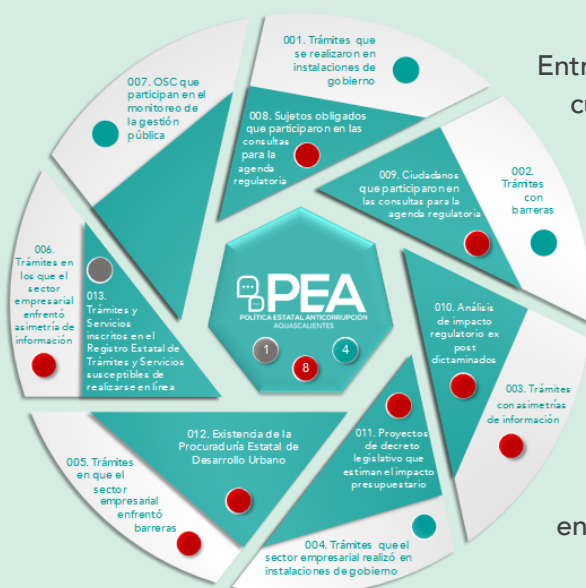 001. Trámites que
se realizaron en
instalaciones de
gobierno
Entr
cu
007. OSC que
participan en el
monitoreo de
la gestión
pública
008. Sujetos obligados
que participaron en las
consultas
para la
agenda
regulatoria
009. Ciudadanos
que participaron en
las consultas para la
agenda regulatoria
002.
Trámites
con
barreras
006.
Trámites en
los que el
sector
empresarial
enfrentó
asimetría de
información
013.
Trámites y
Servicios
inscritos en el
Registro Estatal de
Trámites y Servicios
susceptibles de
realizarse en línea
PEA
POLÍTICA ESTATAL ANTICORRUPCIÓN
AGUASCALIENTES
1
8
4
010. Análisis
de impacto
regulatorio ex
post
dictaminados
003. Trámites
con asimetrías
de información
012. Existencia de la
Procuraduría Estatal de
Desarrollo Urbano
011. Proyectos
de decreto
legislativo que
estiman el impacto
presupuestario
005. Trámites
en que el
sector
empresarial
enfrentó
barreras
004. Trámites que el
sector empresarial realizó en
instalaciones de gobierno
en